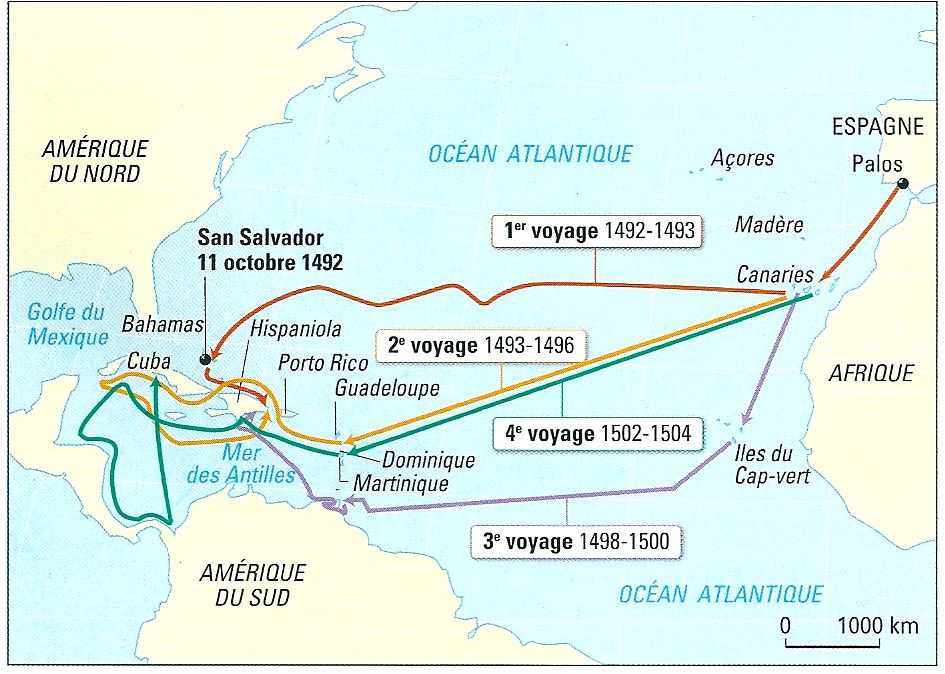 ESPAGNE
Palos
AMÉRIQUE
DU NORD
OCÉAN ATLANTIQUE
Açores
Madère
1er voyage 1492-1493
San Salvador
11 octobre 1492
Canaries
Golfe du
Mexique
Bahamas
Hispaniola
2e voyage 1493-1496
Cuba
Porto Rico
Guadeloupe
AFRIQUE
4e voyage 1502-1504
Mer
des Antilles
Dominique
Martinique
Iles du
Cap-vert
3e voyage 1498-1500
AMÉRIQUE
DU SUD
OCÉAN ATLANTIQUE
0 1000 km